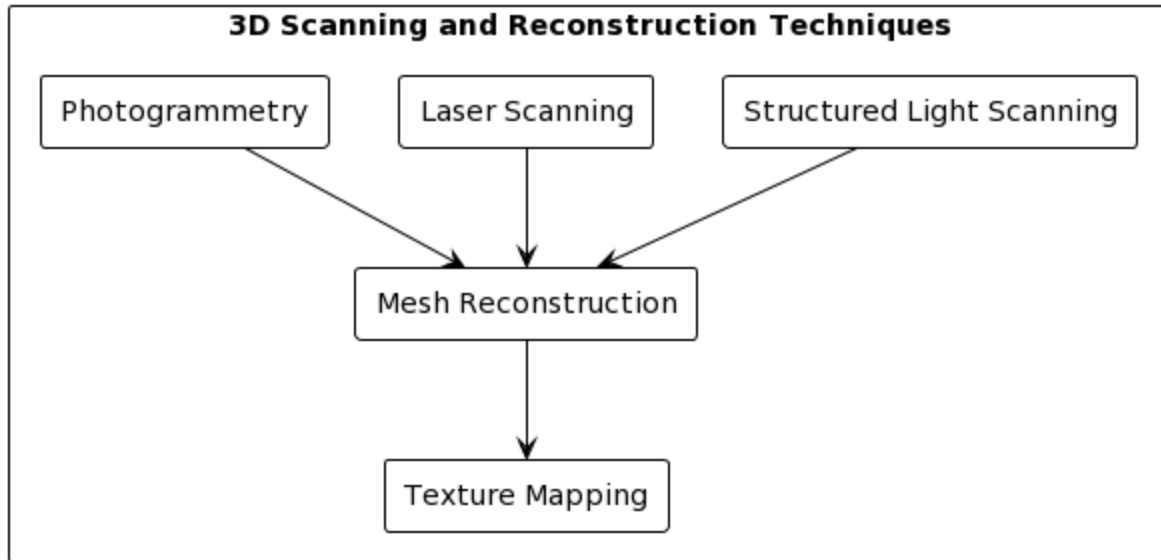 3D Scanning and Reconstruction Techniques
Photogrammetry
Laser Scanning
Structured Light Scanning
Mesh Reconstruction
Texture Mapping